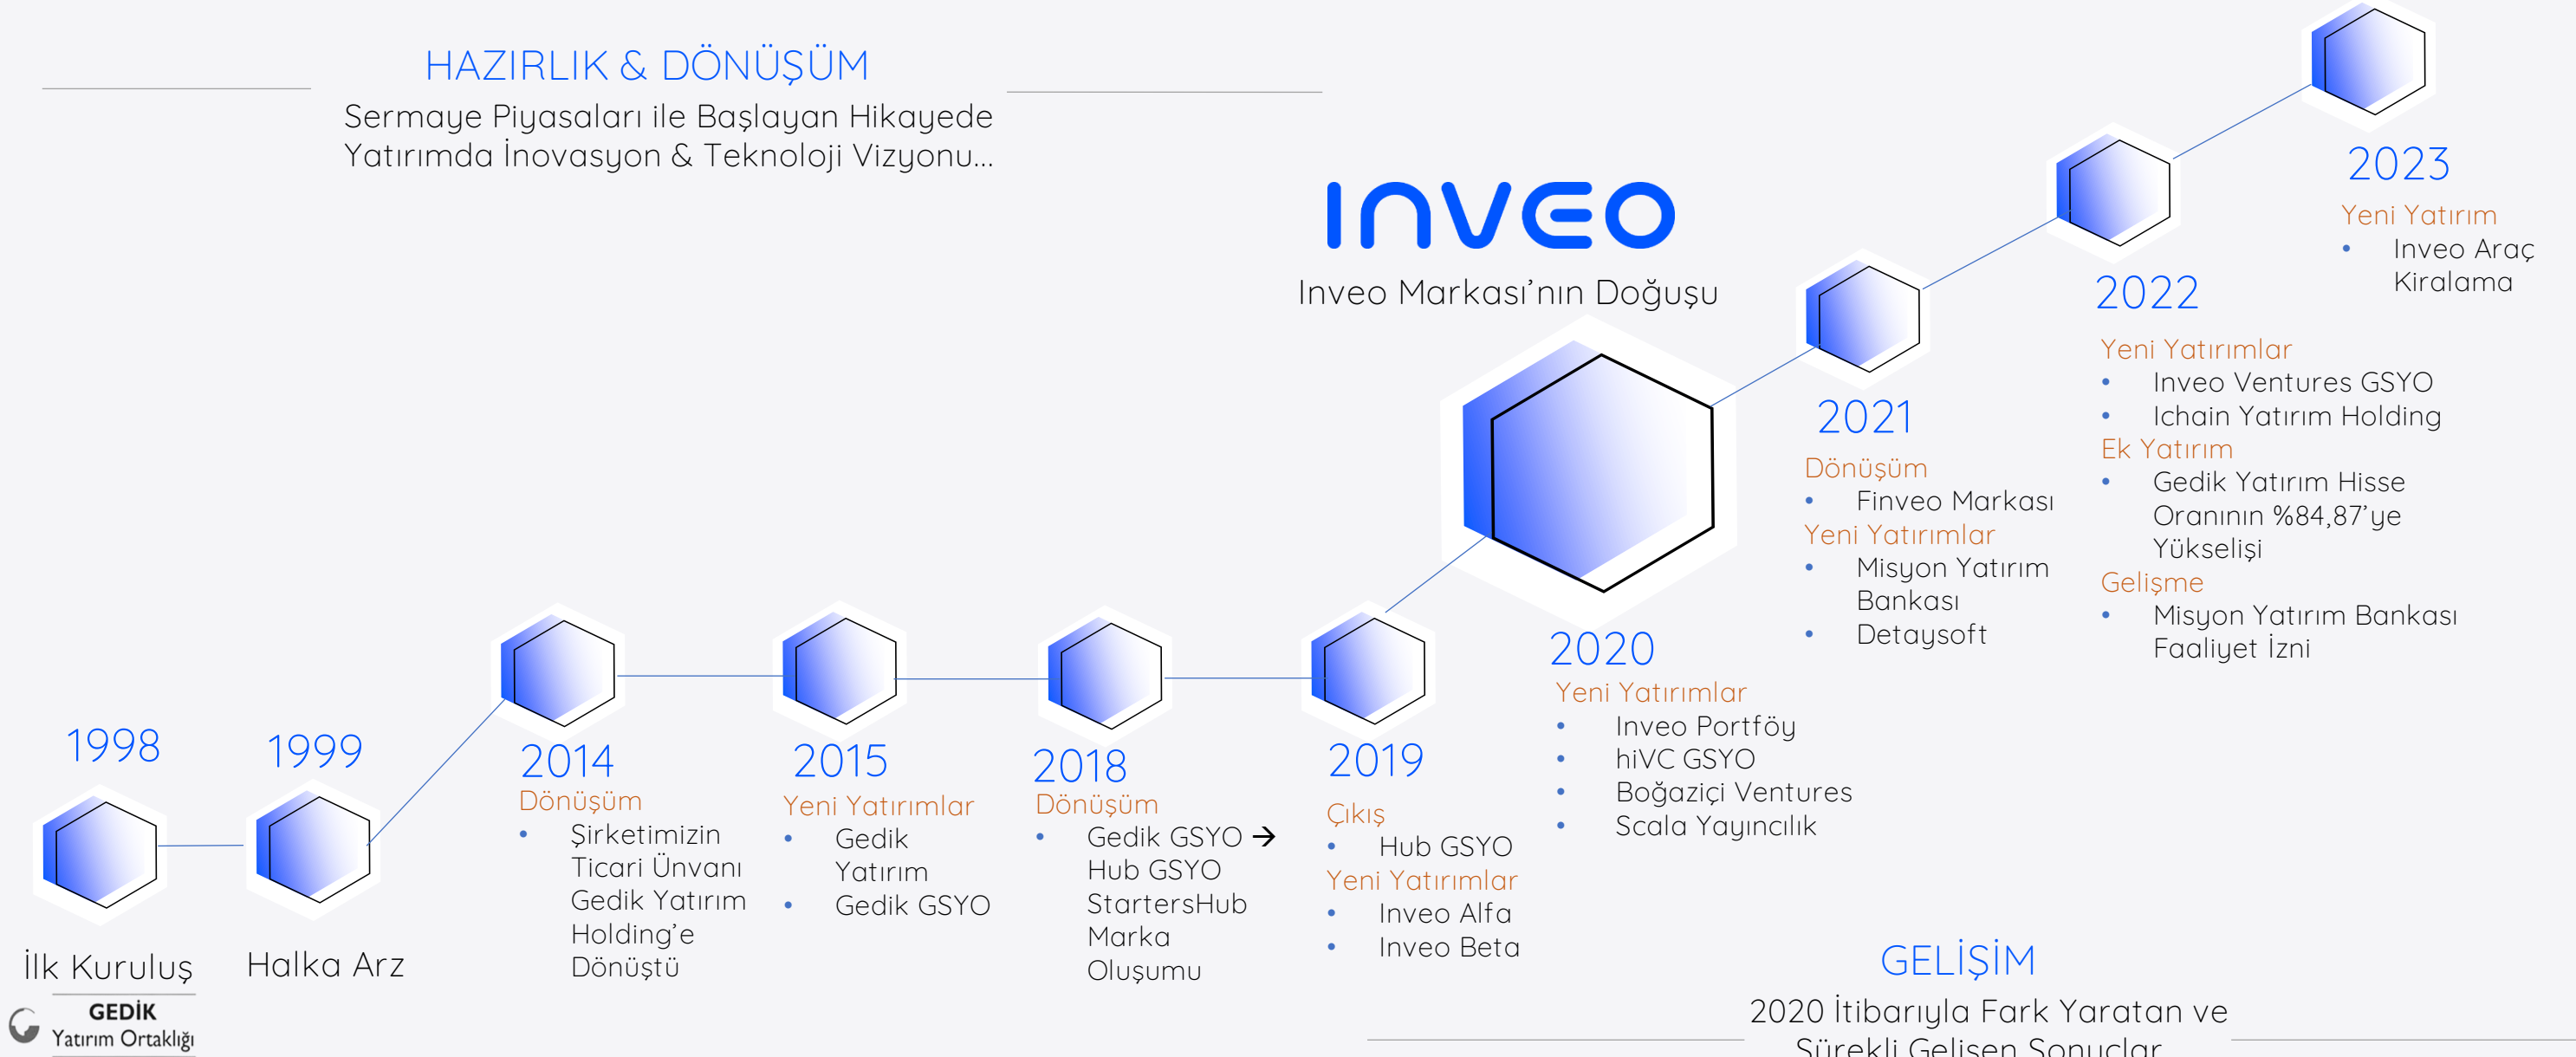 HAZIRLIK & DÖNÜŞÜM
Sermaye Piyasaları ile Başlayan Hikayede
Yatırımda İnovasyon & Teknoloji Vizyonu...
INVEO
Inveo Markası’nın Doğuşu
1998
İlk Kuruluş
GEDİK
Yatırım Ortaklığı
1999
Halka Arz
2014
Dönüşüm
• Şirketimizin
Ticari Ünvanı
Gedik Yatırım
Holding’e
Dönüştü
2015
Yeni Yatırımlar
• Gedik
Yatırım
• Gedik GSYO
2018
Dönüşüm
• Gedik GSYO →
Hub GSYO
StartersHub
Marka
Oluşumu
2019
Çıkış
• Hub GSYO
Yeni Yatırımlar
• Inveo Alfa
• Inveo Beta
2020
Yeni Yatırımlar
• Inveo Portföy
• hiVC GSYO
• Boğaziçi Ventures
• Scala Yayıncılık
2021
Dönüşüm
• Finveo Markası
Yeni Yatırımlar
• Misyon Yatırım
Bankası
• Detaysoft
2022
Yeni Yatırımlar
• Inveo Ventures GSYO
• Ichain Yatırım Holding
Ek Yatırım
• Gedik Yatırım Hisse
Oranının %84,87’ye
Yükselişi
Gelişme
• Misyon Yatırım Bankası
Faaliyet İzni
2023
Yeni Yatırım
• Inveo Araç
Kiralama
GELİŞİM
2020 İtibarıyla Fark Yaratan ve
Sürekli Gelişen Sonuçlar